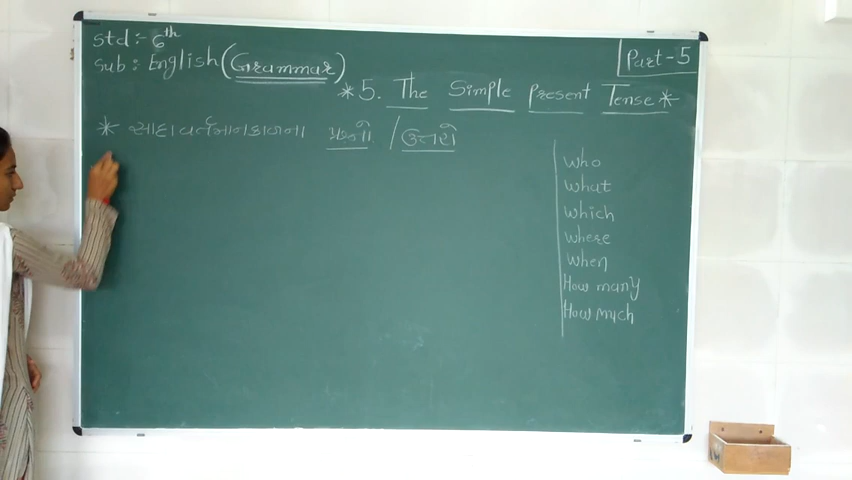 Std :- 6th
Sub : English (Grammar)
Part - 5
* 5. The Simple Present Tense *
* સાદા વર્તમાનકાળના પ્રશ્નો / ઉત્તરો
Who
What
Which
Where
When
How many
How much